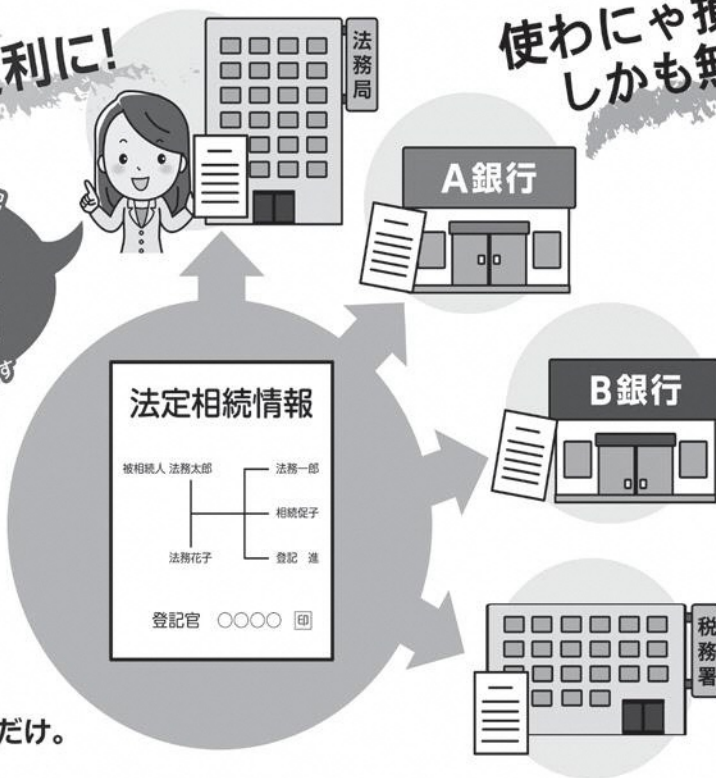 利に!
使わにゃ損
しかも無
法務局
A銀行
B銀行
法定相続情報
被相続人 法務太郎
法務一郎
相続促子
法務花子
登記 進
登記官 ○○○○ 印
税務署
す
だけ。